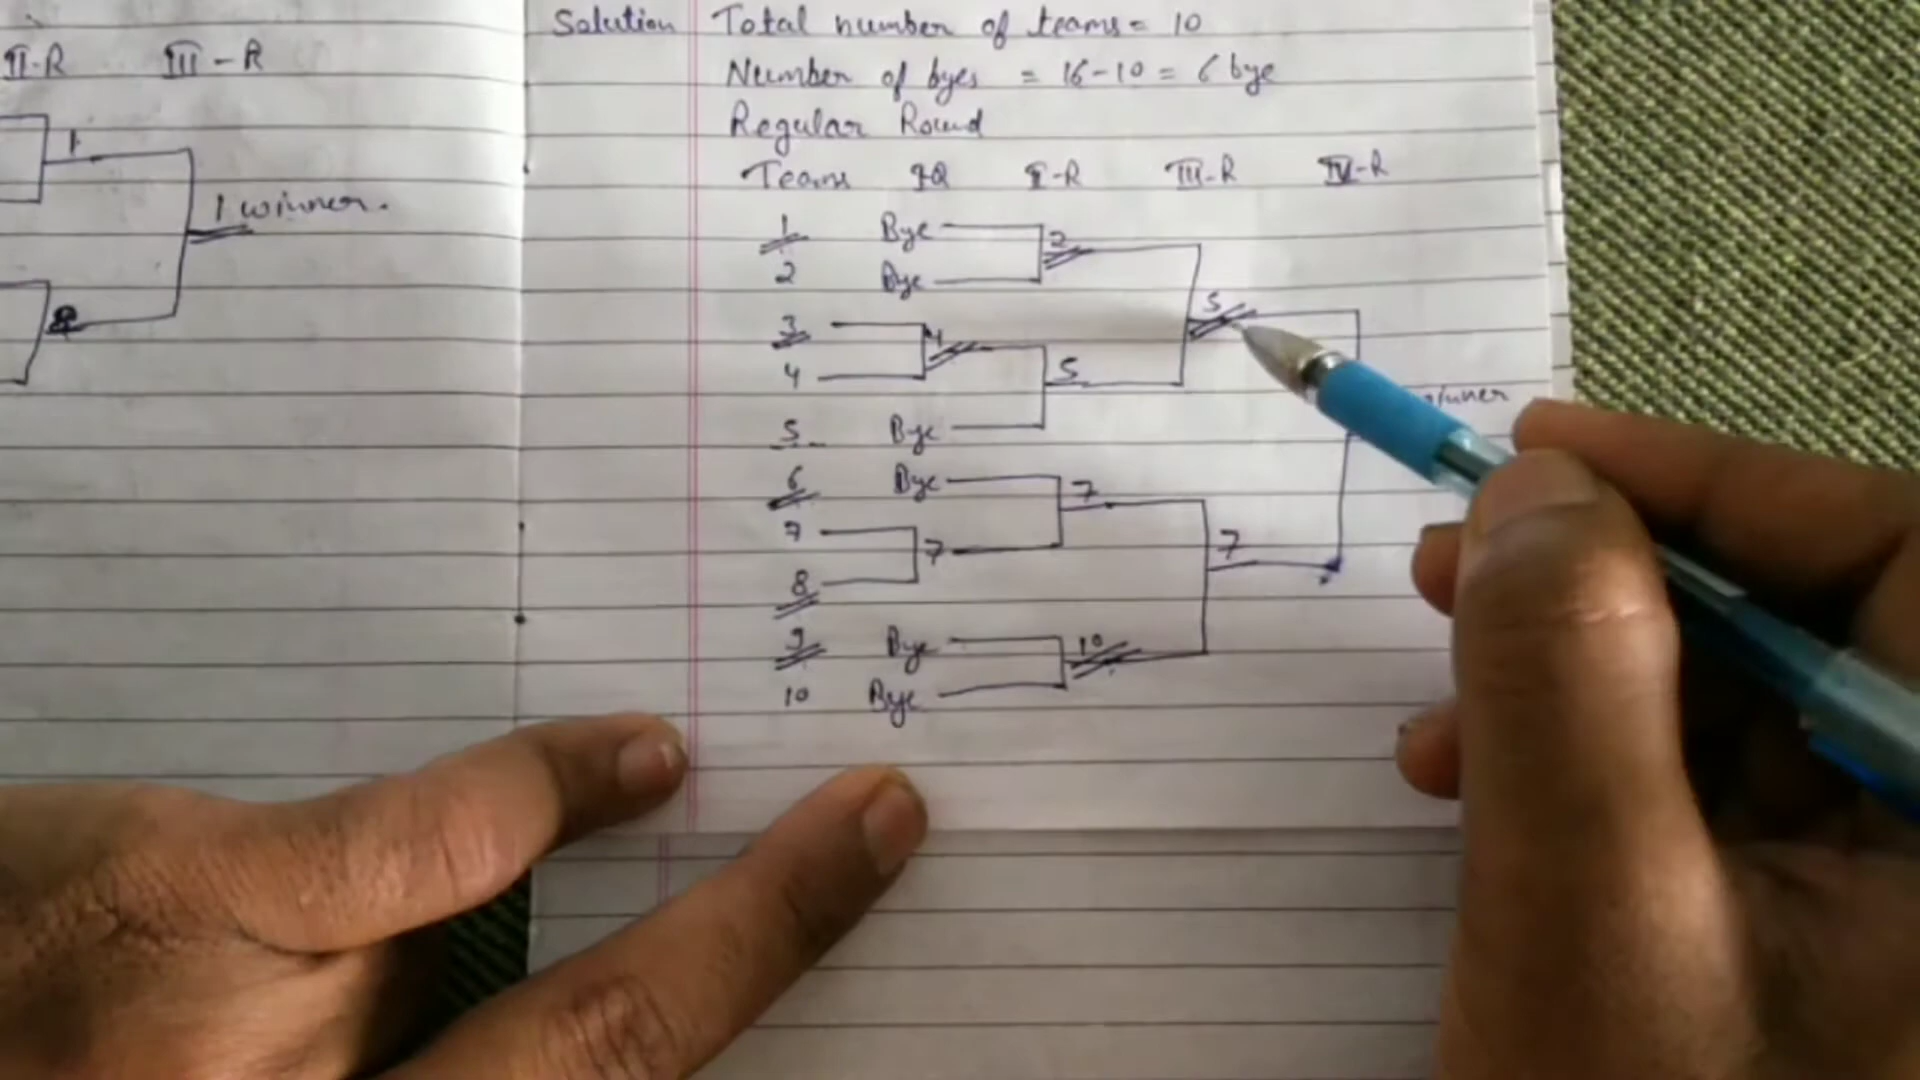 II-R III-R
1
1 winner.
Solution Total number of teams = 10
Number of byes = 16-10 = 6 bye
Regular Round
Teams I-R III-R IV-R
1 Bye 2
2 Bye
3 4 5
4 5
5 Bye
6 Bye 7
7 7 7
8
9 Bye 10
10 Bye